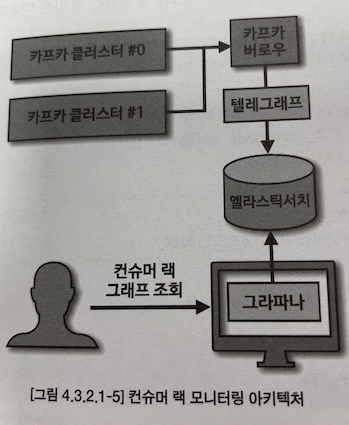 카프카 클러스터 #0
카프카
버로우
카프카 클러스터 #1
텔레그래프
엘라스틱서치
컨슈머 랙
그래프 조회
그라파나
[그림 4.3.2.1-5] 컨슈머 랙 모니터링 아키텍처